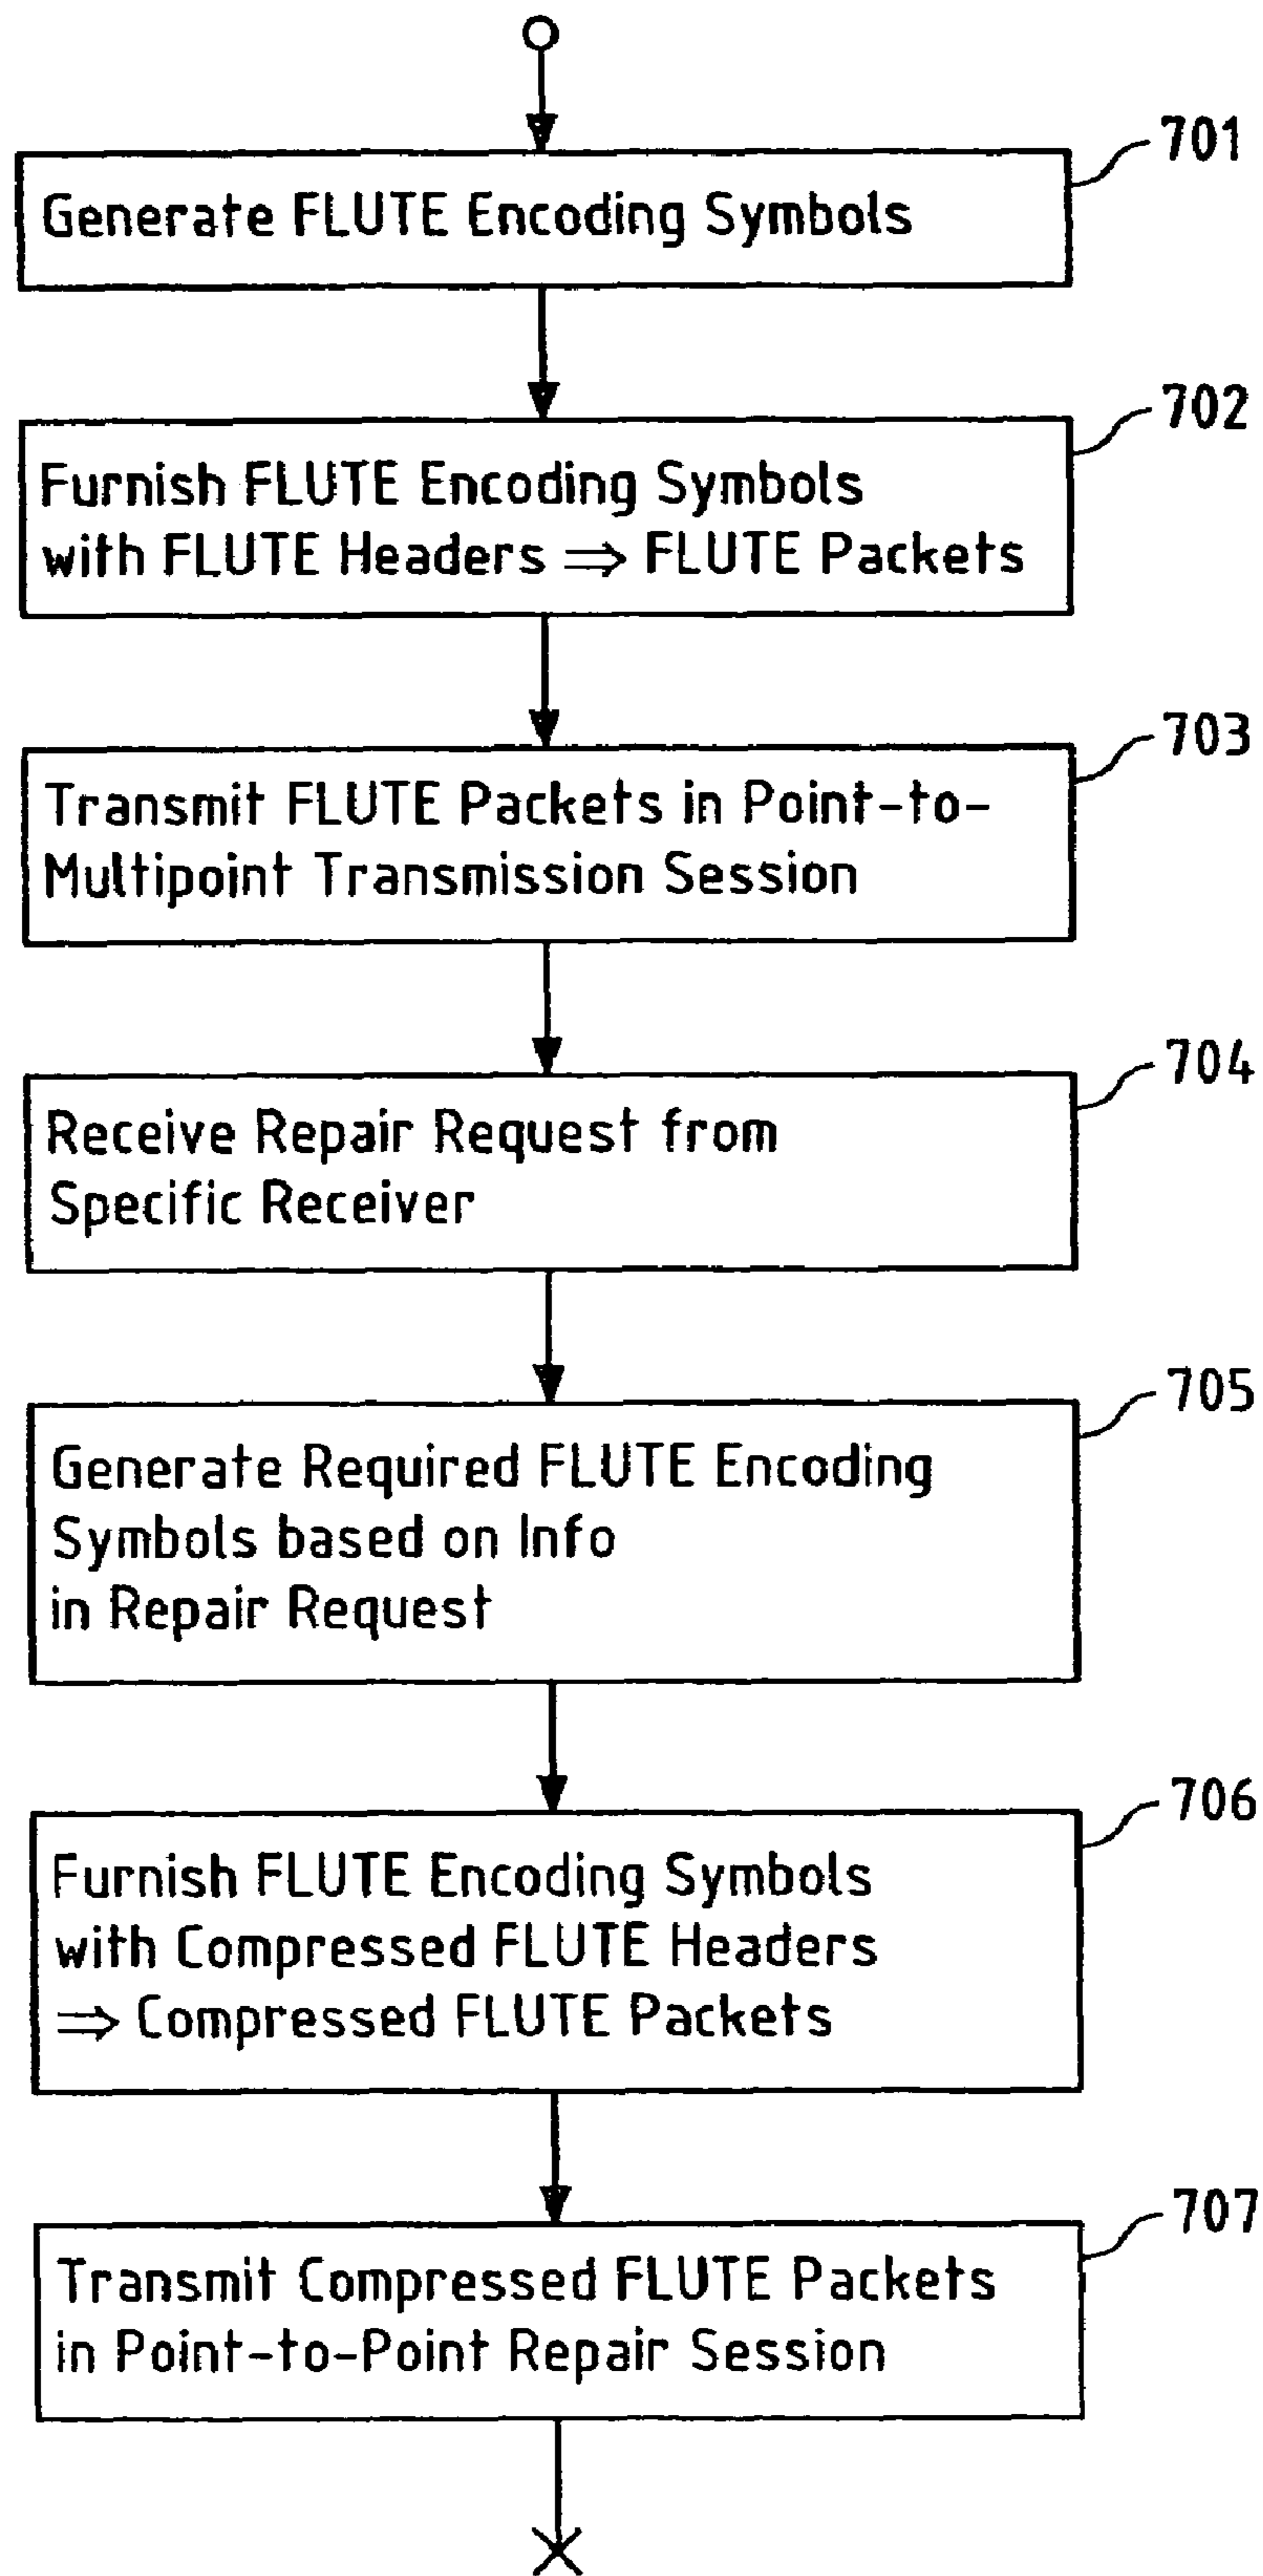 701
Generate FLUTE Encoding Symbols
702
Furnish FLUTE Encoding Symbols
with FLUTE Headers ⇒ FLUTE Packets
703
Transmit FLUTE Packets in Point-to-
Multipoint Transmission Session
704
Receive Repair Request from
Specific Receiver
705
Generate Required FLUTE Encoding
Symbols based on Info
in Repair Request
706
Furnish FLUTE Encoding Symbols
with Compressed FLUTE Headers
⇒ Compressed FLUTE Packets
707
Transmit Compressed FLUTE Packets
in Point-to-Point Repair Session